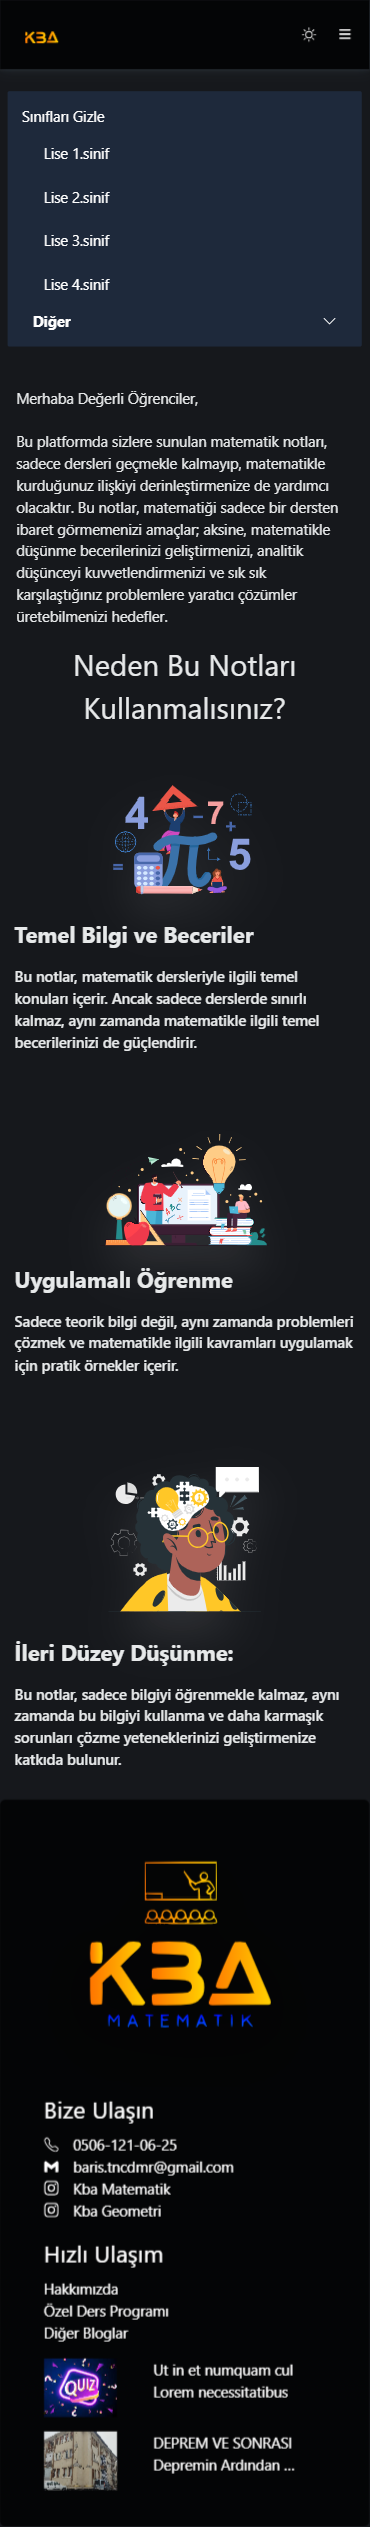 KBA
Sınıfları Gizle
Lise 1.sinif
Lise 2.sinif
Lise 3.sinif
Lise 4.sinif
Diğer
Merhaba Değerli Öğrenciler,
Bu platformda sizlere sunulan matematik notları,
sadece dersleri geçmekle kalmayıp, matematikle
kurduğunuz ilişkiyi derinleştirmenize de yardımcı
olacaktır. Bu notlar, matematiği sadece bir dersten
ibaret görmemenizi amaçlar; aksine, matematikle
düşünme becerilerinizi geliştirmenizi, analitik
düşünceyi kuvvetlendirmenizi ve sık sık
karşılaştığınız problemlere yaratıcı çözümler
üretebilmenizi hedefler.
Neden Bu Notları
Kullanmalısınız?
4 - 7
+
π
= 5
Temel Bilgi ve Beceriler
Bu notlar, matematik dersleriyle ilgili temel
konuları içerir. Ancak sadece derslerde sınırlı
kalmaz, aynı zamanda matematikle ilgili temel
becerilerinizi de güçlendirir.
ABC
Uygulamalı Öğrenme
Sadece teorik bilgi değil, aynı zamanda problemleri
çözmek ve matematikle ilgili kavramları uygulamak
için pratik örnekler içerir.
İleri Düzey Düşünme:
Bu notlar, sadece bilgiyi öğrenmekle kalmaz, aynı
zamanda bu bilgiyi kullanma ve daha karmaşık
sorunları çözme yeteneklerinizi geliştirmenize
katkıda bulunur.
KBA
MATEMATIK
Bize Ulaşın
0506-121-06-25
baris.tncdmr@gmail.com
Kba Matematik
Kba Geometri
Hızlı Ulaşım
Hakkımızda
Özel Ders Programı
Diğer Bloglar
QUIZ
Ut in et numquam cul
Lorem necessitatibus
DEPREM VE SONRASI
Depremin Ardından ...